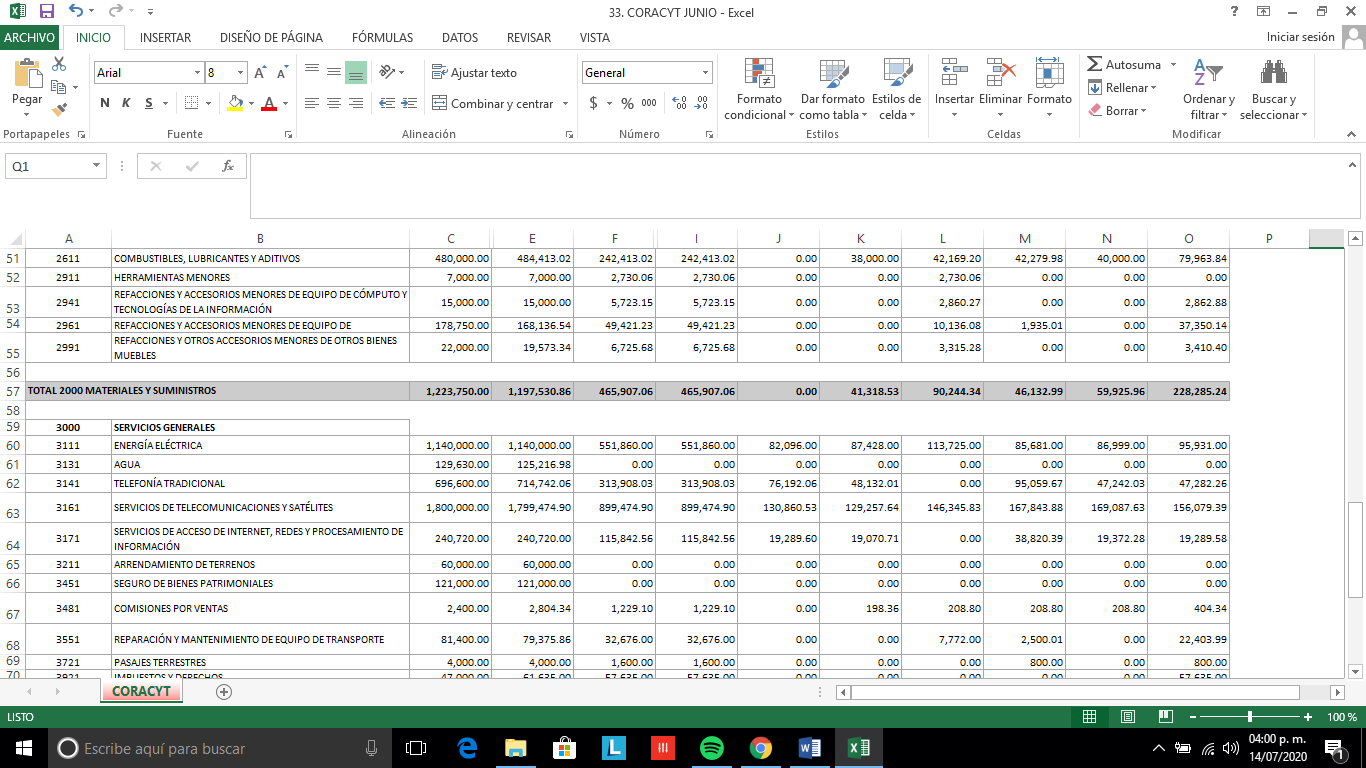 33. CORACYT JUNIO - Excel
ARCHIVO INICIO INSERTAR DISEÑO DE PÁGINA FÓRMULAS DATOS REVISAR VISTA Iniciar sesión
Pegar
Arial 8
N K S
Ajustar texto
Combinar y centrar
General
$ % 000
Formato condicional
Dar formato como tabla
Estilos de celda
Insertar Eliminar Formato
Autosuma
Rellenar
Borrar
Ordenar y filtrar
Buscar y seleccionar
Portapapeles Fuente Alineación Número Estilos Celdas Modificar
Q1 fx
A B C E F I J K L M N O P
51 2611 COMBUSTIBLES, LUBRICANTES Y ADITIVOS 480,000.00 484,413.02 242,413.02 242,413.02 0.00 38,000.00 42,169.20 42,279.98 40,000.00 79,963.84
52 2911 HERRAMIENTAS MENORES 7,000.00 7,000.00 2,730.06 2,730.06 0.00 0.00 2,730.06 0.00 0.00 0.00
53 2941 REFACCIONES Y ACCESORIOS MENORES DE EQUIPO DE CÓMPUTO Y
TECNOLOGÍAS DE LA INFORMACIÓN 15,000.00 15,000.00 5,723.15 5,723.15 0.00 0.00 2,860.27 0.00 0.00 2,862.88
54 2961 REFACCIONES Y ACCESORIOS MENORES DE EQUIPO DE 178,750.00 168,136.54 49,421.23 49,421.23 0.00 0.00 10,136.08 1,935.01 0.00 37,350.14
55 2991 REFACCIONES Y OTROS ACCESORIOS MENORES DE OTROS BIENES
MUEBLES 22,000.00 19,573.34 6,725.68 6,725.68 0.00 0.00 3,315.28 0.00 0.00 3,410.40
56
57 TOTAL 2000 MATERIALES Y SUMINISTROS 1,223,750.00 1,197,530.86 465,907.06 465,907.06 0.00 41,318.53 90,244.34 46,132.99 59,925.96 228,285.24
58
59 3000 SERVICIOS GENERALES
60 3111 ENERGÍA ELÉCTRICA 1,140,000.00 1,140,000.00 551,860.00 551,860.00 82,096.00 87,428.00 113,725.00 85,681.00 86,999.00 95,931.00
61 3131 AGUA 129,630.00 125,216.98 0.00 0.00 0.00 0.00 0.00 0.00 0.00 0.00
62 3141 TELEFONÍA TRADICIONAL 696,600.00 714,742.06 313,908.03 313,908.03 76,192.06 48,132.01 0.00 95,059.67 47,242.03 47,282.26
63 3161 SERVICIOS DE TELECOMUNICACIONES Y SATÉLITES 1,800,000.00 1,799,474.90 899,474.90 899,474.90 130,860.53 129,257.64 146,345.83 167,843.88 169,087.63 156,079.39
64 3171 SERVICIOS DE ACCESO DE INTERNET, REDES Y PROCESAMIENTO DE
INFORMACIÓN 240,720.00 240,720.00 115,842.56 115,842.56 19,289.60 19,070.71 0.00 38,820.39 19,372.28 19,289.58
65 3211 ARRENDAMIENTO DE TERRENOS 60,000.00 60,000.00 0.00 0.00 0.00 0.00 0.00 0.00 0.00 0.00
66 3451 SEGURO DE BIENES PATRIMONIALES 121,000.00 121,000.00 0.00 0.00 0.00 0.00 0.00 0.00 0.00 0.00
67 3481 COMISIONES POR VENTAS 2,400.00 2,804.34 1,229.10 1,229.10 0.00 198.36 208.80 208.80 208.80 404.34
68 3551 REPARACIÓN Y MANTENIMIENTO DE EQUIPO DE TRANSPORTE 81,400.00 79,375.86 32,676.00 32,676.00 0.00 0.00 7,772.00 2,500.01 0.00 22,403.99
69 3721 PASAJES TERRESTRES 4,000.00 4,000.00 1,600.00 1,600.00 0.00 0.00 0.00 800.00 0.00 800.00
70 3921 IMPUESTOS Y DERECHOS 47,000.00 61,635.00 57,635.00 57,635.00 0.00 0.00 0.00 0.00 0.00 57,635.00
CORACYT
LISTO 100 %
Escribe aquí para buscar
04:00 p. m.
14/07/2020
1